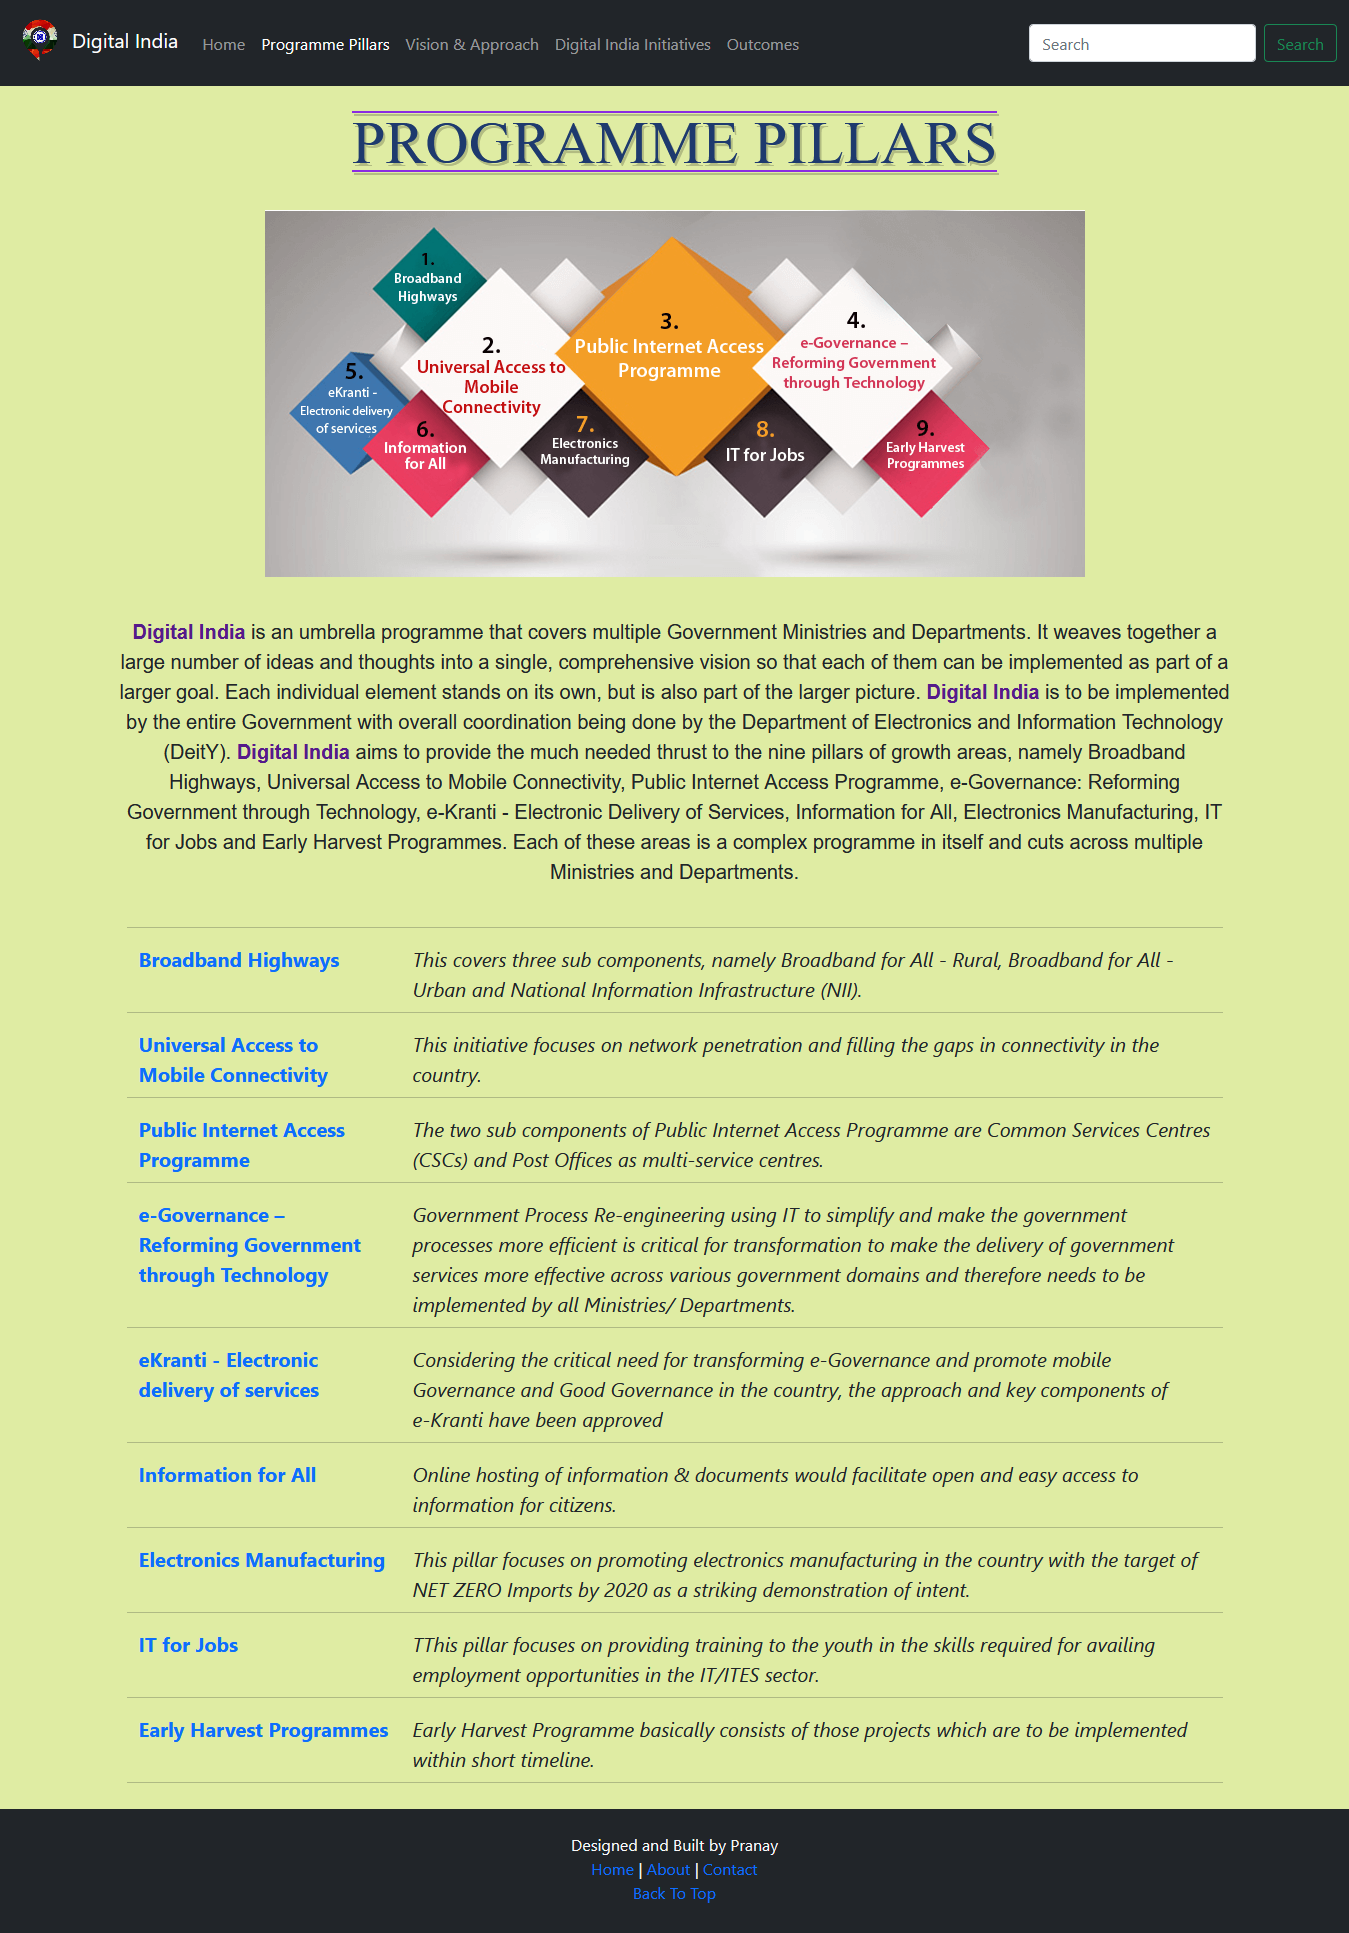 Digital India Home Programme Pillars Vision & Approach Digital India Initiatives Outcomes Search Search
PROGRAMME PILLARS
1.
Broadband
Highways
2.
Universal Access to
Mobile
Connectivity
3.
Public Internet Access
Programme
4.
e-Governance –
Reforming Government
through Technology
5.
eKranti -
Electronic delivery
of services
6.
Information
for All
7.
Electronics
Manufacturing
8.
IT for Jobs
9.
Early Harvest
Programmes
Digital India is an umbrella programme that covers multiple Government Ministries and Departments. It weaves together a
large number of ideas and thoughts into a single, comprehensive vision so that each of them can be implemented as part of a
larger goal. Each individual element stands on its own, but is also part of the larger picture. Digital India is to be implemented
by the entire Government with overall coordination being done by the Department of Electronics and Information Technology
(DeitY). Digital India aims to provide the much needed thrust to the nine pillars of growth areas, namely Broadband
Highways, Universal Access to Mobile Connectivity, Public Internet Access Programme, e-Governance: Reforming
Government through Technology, e-Kranti - Electronic Delivery of Services, Information for All, Electronics Manufacturing, IT
for Jobs and Early Harvest Programmes. Each of these areas is a complex programme in itself and cuts across multiple
Ministries and Departments.
Broadband Highways
This covers three sub components, namely Broadband for All - Rural, Broadband for All -
Urban and National Information Infrastructure (NII).
Universal Access to
Mobile Connectivity
This initiative focuses on network penetration and filling the gaps in connectivity in the
country.
Public Internet Access
Programme
The two sub components of Public Internet Access Programme are Common Services Centres
(CSCs) and Post Offices as multi-service centres.
e-Governance –
Reforming Government
through Technology
Government Process Re-engineering using IT to simplify and make the government
processes more efficient is critical for transformation to make the delivery of government
services more effective across various government domains and therefore needs to be
implemented by all Ministries/ Departments.
eKranti - Electronic
delivery of services
Considering the critical need for transforming e-Governance and promote mobile
Governance and Good Governance in the country, the approach and key components of
e-Kranti have been approved
Information for All
Online hosting of information & documents would facilitate open and easy access to
information for citizens.
Electronics Manufacturing
This pillar focuses on promoting electronics manufacturing in the country with the target of
NET ZERO Imports by 2020 as a striking demonstration of intent.
IT for Jobs
TThis pillar focuses on providing training to the youth in the skills required for availing
employment opportunities in the IT/ITES sector.
Early Harvest Programmes
Early Harvest Programme basically consists of those projects which are to be implemented
within short timeline.
Designed and Built by Pranay
Home | About | Contact
Back To Top